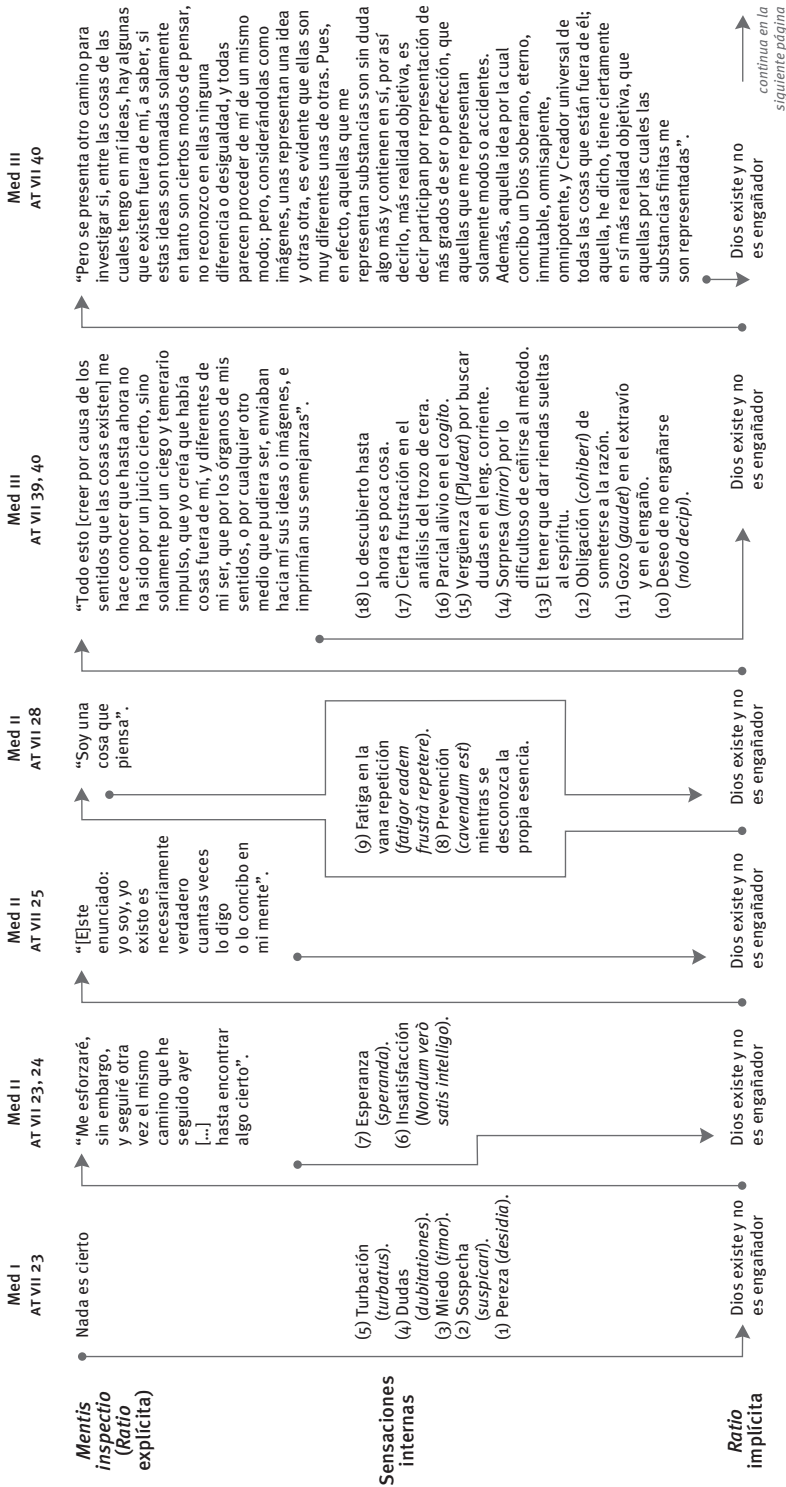 Med I
AT VII 23
Med II
AT VII 23, 24
Med II
AT VII 25
Med II
AT VII 28
Med III
AT VII 39, 40
Med III
AT VII 40
Mentis
inspectio
(Ratio
explícita)
Nada es cierto
“Me esforzaré,
sin embargo,
y seguiré otra
vez el mismo
camino que he
seguido ayer
[...]
hasta encontrar
algo cierto”.
“[E]ste
enunciado:
yo soy, yo
existo es
necesariamente
verdadero
cuantas veces
lo digo
o lo concibo en
mi mente”.
“Soy una
cosa que
piensa”.
“Todo esto [creer por causa de los
sentidos que las cosas existen] me
hace conocer que hasta ahora no
ha sido por un juicio cierto, sino
solamente por un ciego y temerario
impulso, que yo creía que había
cosas fuera de mí, y diferentes de
mi ser, que por los órganos de mis
sentidos, o por cualquier otro
medio que pudiera ser, enviaban
hacia mí sus ideas o imágenes, e
imprimían sus semejanzas”.
“Pero se presenta otro camino para
investigar si, entre las cosas de las
cuales tengo en mí ideas, hay algunas
que existen fuera de mí, a saber, si
estas ideas son tomadas solamente
en tanto son ciertos modos de pensar,
no reconozco en ellas ninguna
diferencia o desigualdad, y todas
parecen proceder de mí de un mismo
modo; pero, considerándolas como
imágenes, unas representan una idea
y otras otra, es evidente que ellas son
muy diferentes unas de otras. Pues,
en efecto, aquellas que me
representan substancias son sin duda
algo más y contienen en sí, por así
decirlo, más realidad objetiva, es
decir participan por representación de
más grados de ser o perfección, que
aquellas que me representan
solamente modos o accidentes.
Además, aquella idea por la cual
concibo un Dios soberano, eterno,
inmutable, omnisapiente,
omnipotente, y Creador universal de
todas las cosas que están fuera de él;
aquella, he dicho, tiene ciertamente
en sí más realidad objetiva, que
aquellas por las cuales las
substancias finitas me
son representadas”.
Sensaciones
internas
(5) Turbación
(turbatus).
(4) Dudas
(dubitationes).
(3) Miedo (timor).
(2) Sospecha
(suspicari).
(1) Pereza (desidia).
(7) Esperanza
(speranda).
(6) Insatisfacción
(Nondum verò
satis intelligo).
(9) Fatiga en la
vana repetición
(fatigor eadem
frustrà repetere).
(8) Prevención
(cavendum est)
mientras se
desconozca la
propia esencia.
(18) Lo descubierto hasta
ahora es poca cosa.
(17) Cierta frustración en el
análisis del trozo de cera.
(16) Parcial alivio en el cogito.
(15) Vergüenza ([P]udeat) por buscar
dudas en el leng. corriente.
(14) Sorpresa (miror) por lo
dificultoso de ceñirse al método.
(13) El tener que dar riendas sueltas
al espíritu.
(12) Obligación (cohiberi) de
someterse a la razón.
(11) Gozo (gaudet) en el extravío
y en el engaño.
(10) Deseo de no engañarse
(nolo decipi).
Ratio
implícita
Dios existe y no
es engañador
Dios existe y no
es engañador
Dios existe y no
es engañador
Dios existe y no
es engañador
Dios existe y no
es engañador
Dios existe y no
es engañador
continua en la
siguiente página